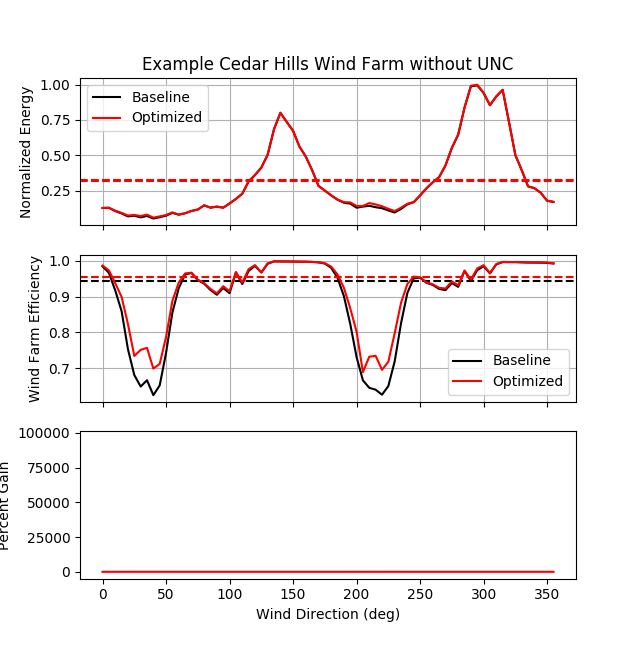 Example Cedar Hills Wind Farm without UNC
Normalized Energy
1.00
0.75
0.50
0.25
Baseline
Optimized
Wind Farm Efficiency
1.0
0.9
0.8
0.7
Baseline
Optimized
Percent Gain
100000
75000
50000
25000
0
0 50 100 150 200 250 300 350
Wind Direction (deg)